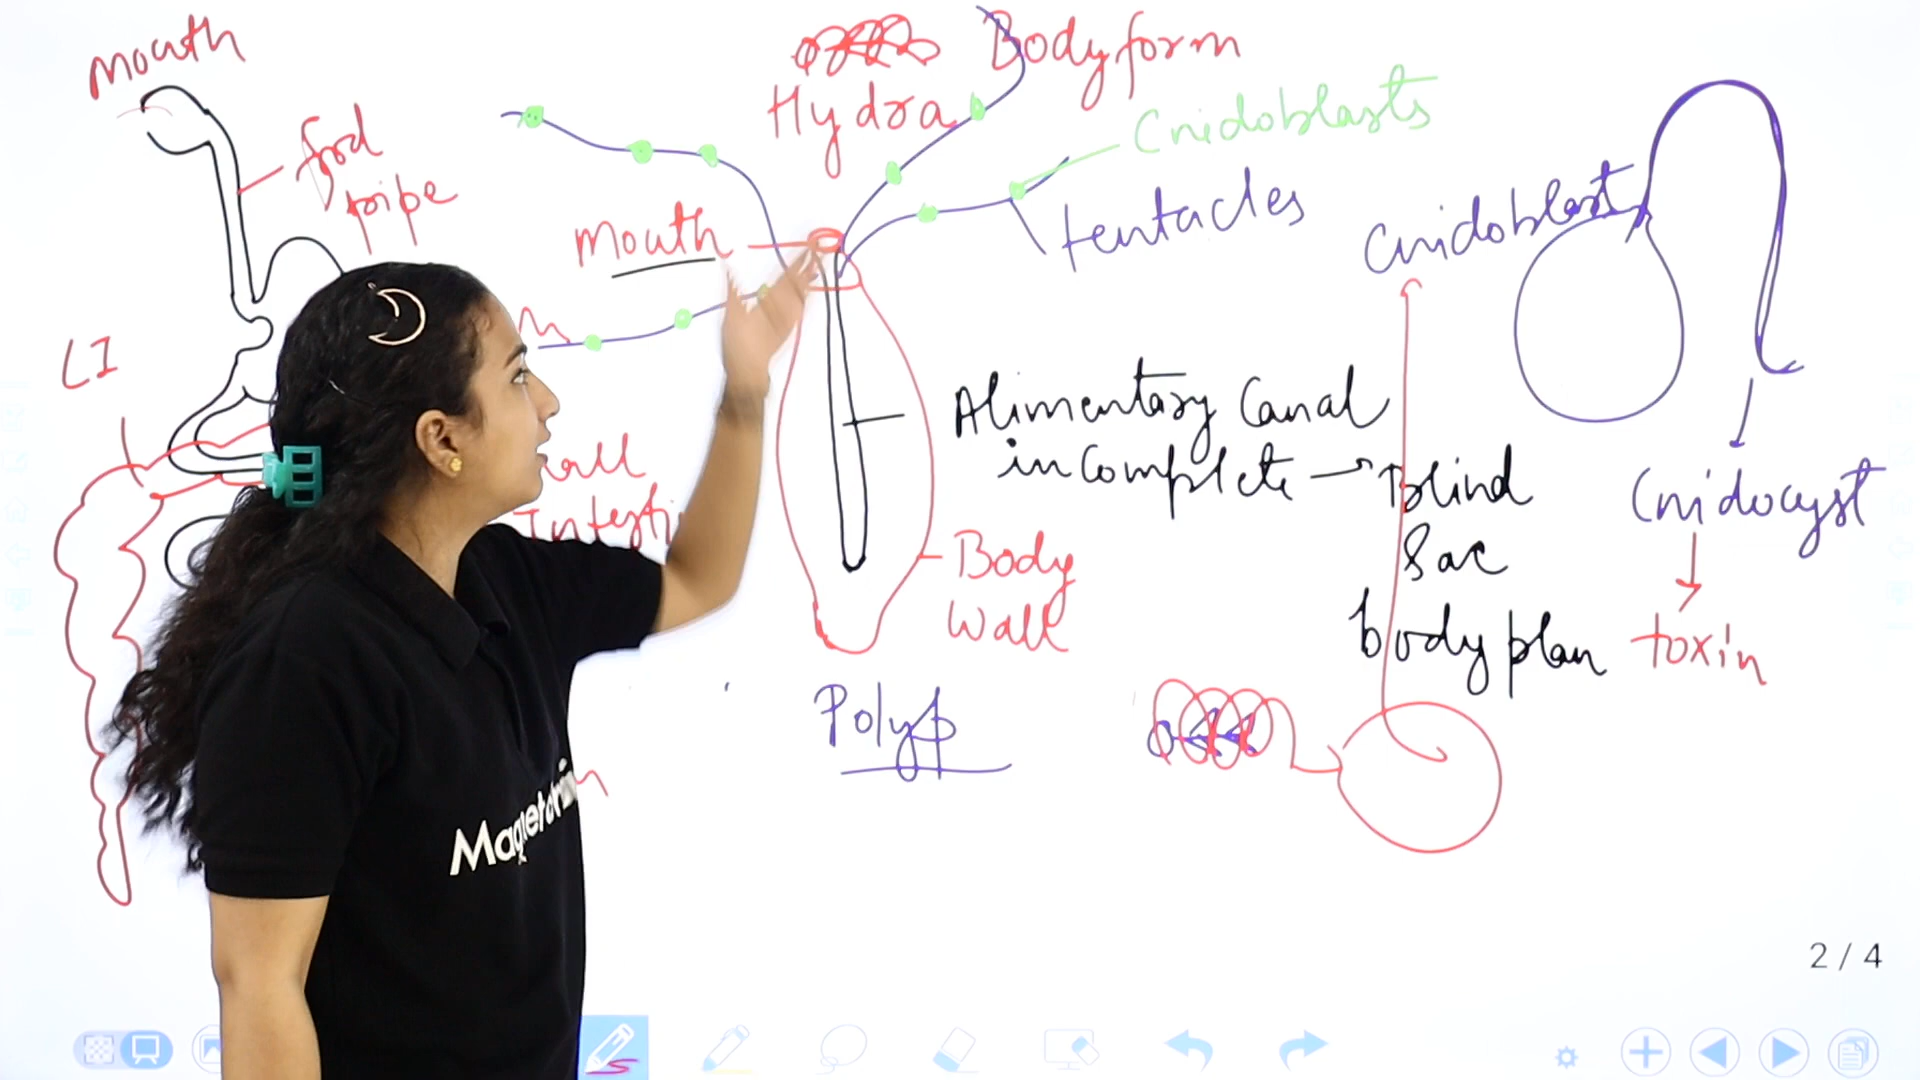 Mouth
food
pipe
LI
Intesti
Body form
Hydra
Cnidoblasts
tentacles
Mouth
Alimentary Canal
incomplete → Blind
Sac
body plan
Body
Wall
Polyp
Cnidoblast
Cnidocyst
toxin
Magnet
2 / 4